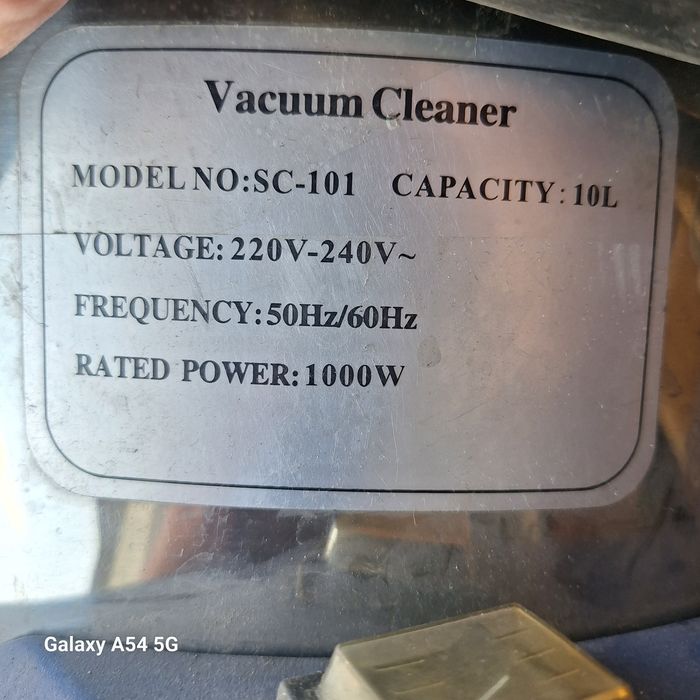 Vacuum Cleaner
MODEL NO:SC-101 CAPACITY: 10L
VOLTAGE: 220V-240V~
FREQUENCY:50Hz/60Hz
RATED POWER: 1000W
Galaxy A54 5G